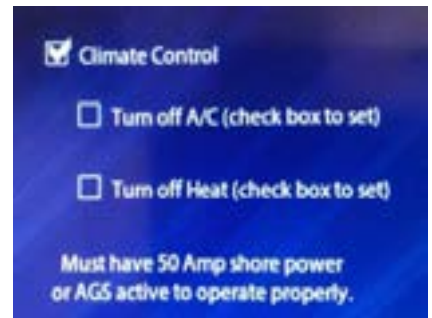 Climate Control
Turn off A/C (check box to set)
Turn off Heat (check box to set)
Must have 50 Amp shore power
or AGS active to operate properly.